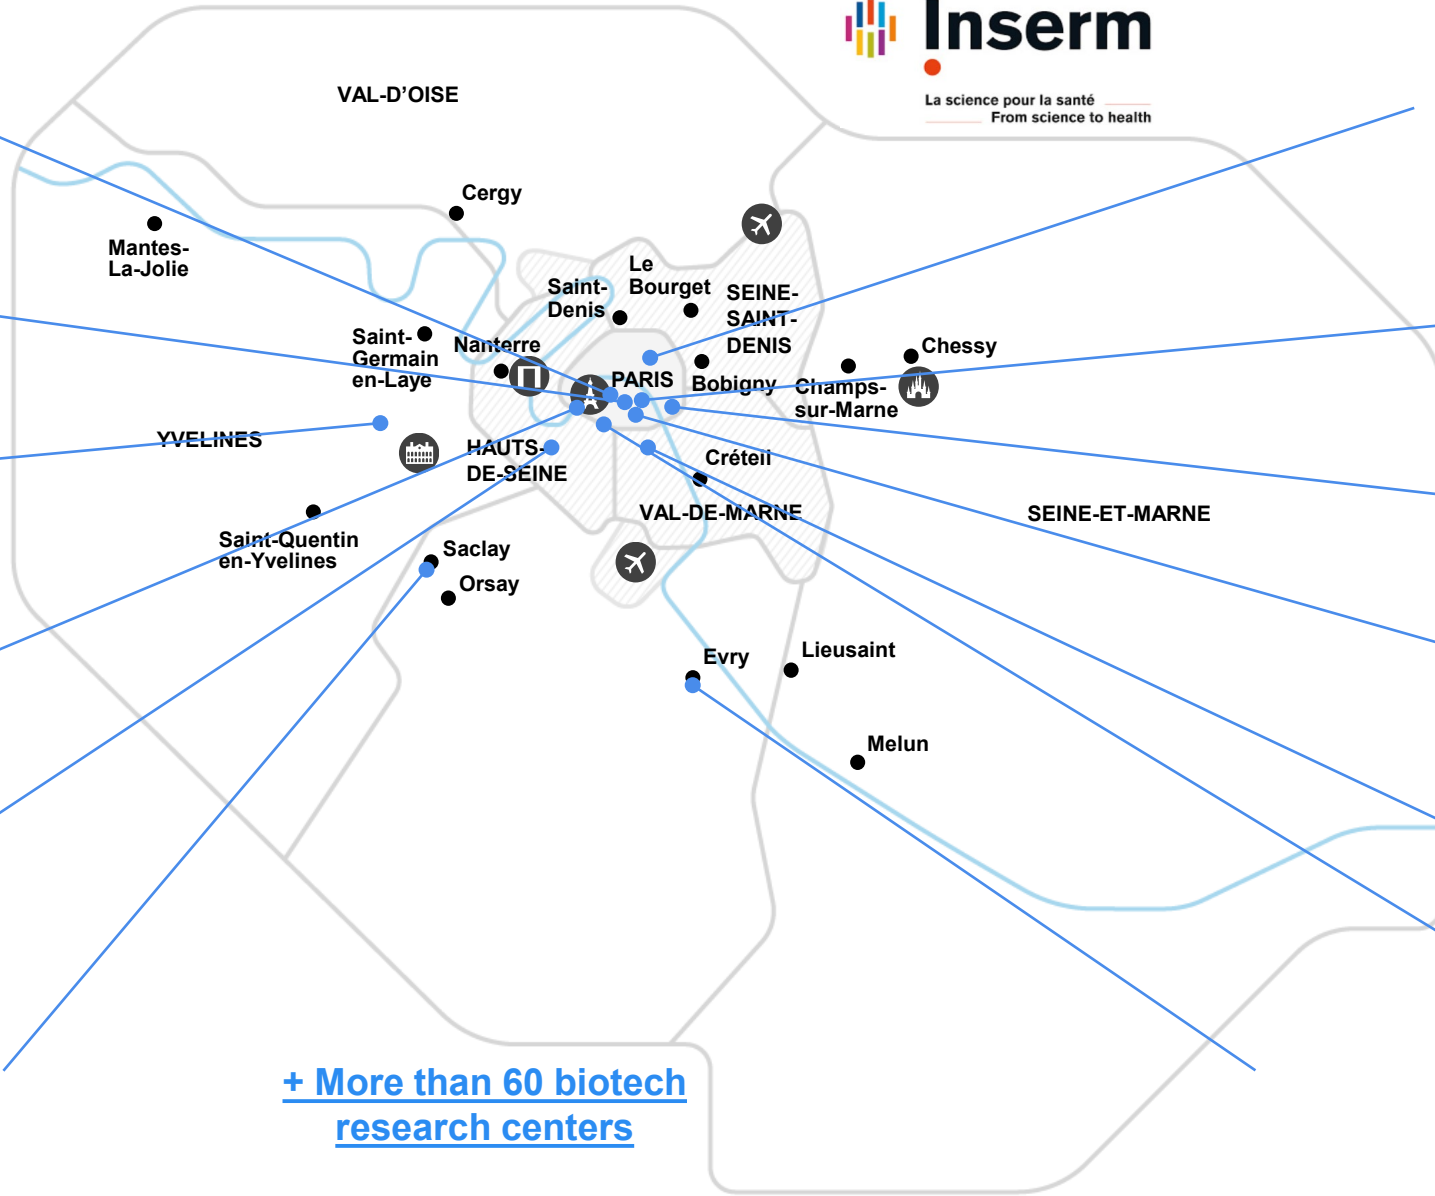 Inserm
La science pour la santé
From science to health
VAL-D’OISE
Cergy
Mantes-
La-Jolie
Le
Bourget
Saint-
Denis
SEINE-
SAINT-
DENIS
Saint-
Germain
en-Laye
Nanterre
Chessy
PARIS
Bobigny
Champs-
sur-Marne
YVELINES
HAUTS-
DE-SEINE
Créteil
VAL-DE-MARNE
SEINE-ET-MARNE
Saint-Quentin
en-Yvelines
Saclay
Orsay
Evry
Lieusaint
Melun
+ More than 60 biotech
research centers